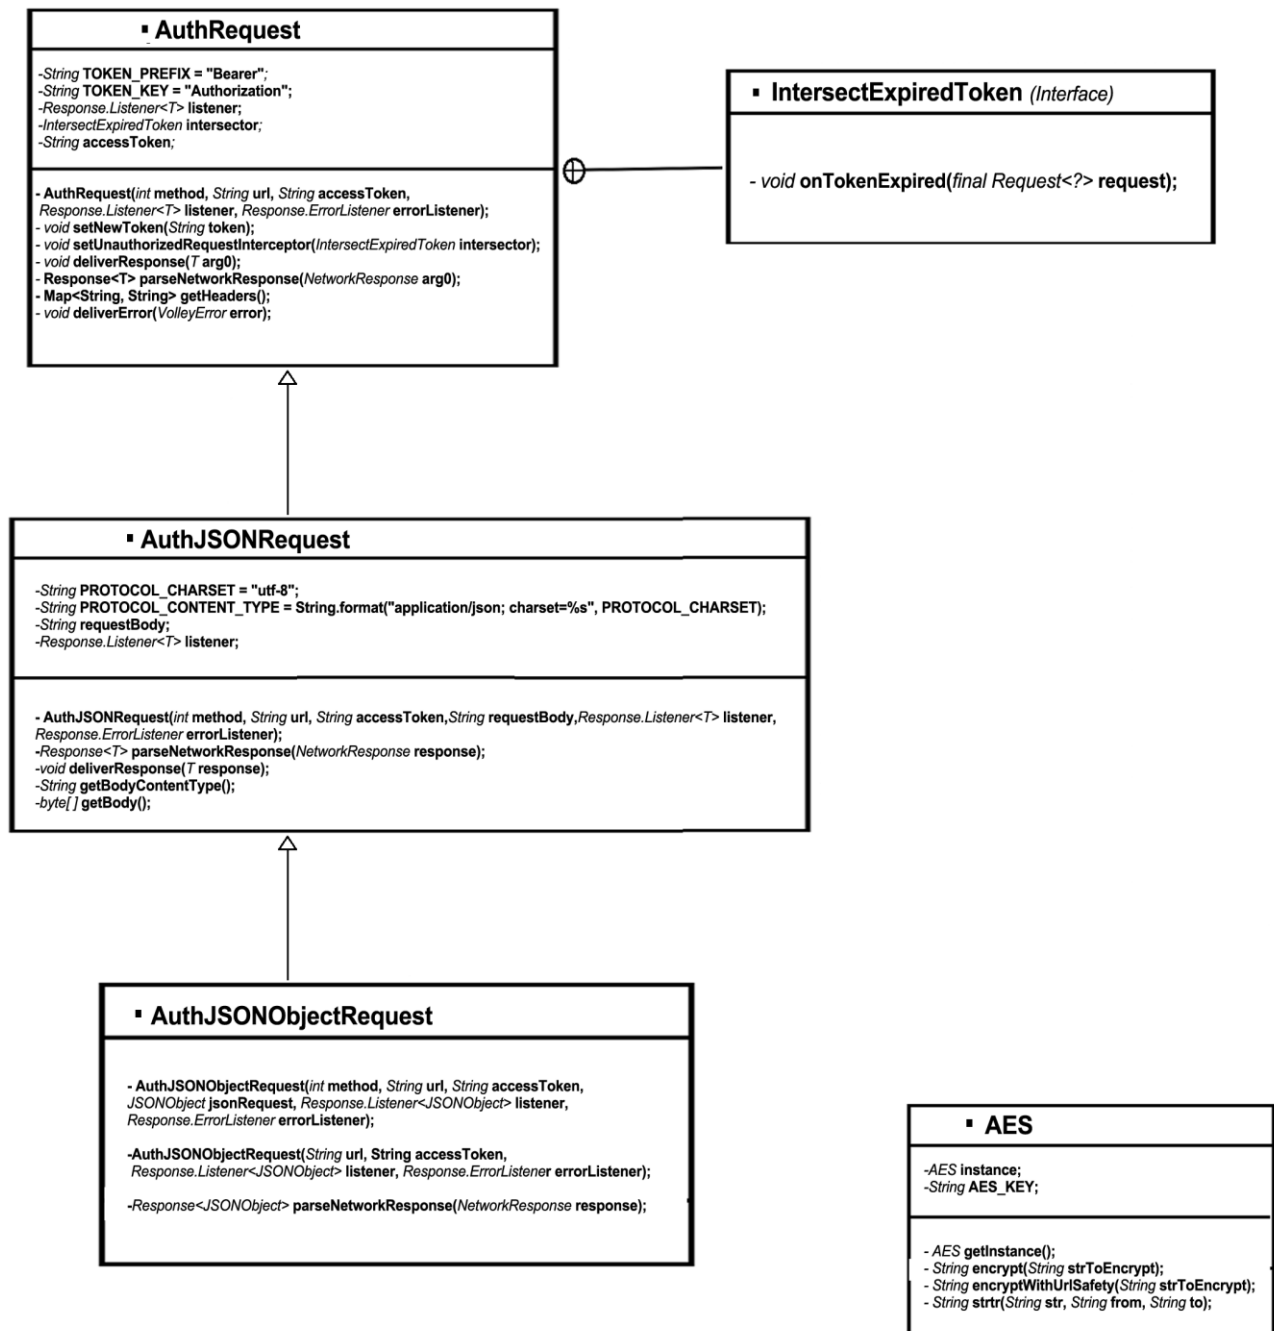 ▪ AuthRequest
-String TOKEN_PREFIX = "Bearer";
-String TOKEN_KEY = "Authorization";
-Response.Listener<T> listener;
-IntersectExpiredToken intersector;
-String accessToken;
- AuthRequest(int method, String url, String accessToken,
Response.Listener<T> listener, Response.ErrorListener errorListener);
- void setNewToken(String token);
- void setUnauthorizedRequestInterceptor(IntersectExpiredToken intersector);
- void deliverResponse(T arg0);
- Response<T> parseNetworkResponse(NetworkResponse arg0);
- Map<String, String> getHeaders();
- void deliverError(VolleyError error);
▪ IntersectExpiredToken (Interface)
- void onTokenExpired(final Request<?> request);
▪ AuthJSONRequest
-String PROTOCOL_CHARSET = "utf-8";
-String PROTOCOL_CONTENT_TYPE = String.format("application/json; charset=%s", PROTOCOL_CHARSET);
-String requestBody;
-Response.Listener<T> listener;
- AuthJSONRequest(int method, String url, String accessToken,String requestBody,Response.Listener<T> listener,
Response.ErrorListener errorListener);
-Response<T> parseNetworkResponse(NetworkResponse response);
-void deliverResponse(T response);
-String getBodyContentType();
-byte[ ] getBody();
▪ AuthJSONObjectRequest
- AuthJSONObjectRequest(int method, String url, String accessToken,
JSONObject jsonRequest, Response.Listener<JSONObject> listener,
Response.ErrorListener errorListener);
-AuthJSONObjectRequest(String url, String accessToken,
Response.Listener<JSONObject> listener, Response.ErrorListener errorListener);
-Response<JSONObject> parseNetworkResponse(NetworkResponse response);
▪ AES
-AES instance;
-String AES_KEY;
- AES getInstance();
- String encrypt(String strToEncrypt);
- String encryptWithUrlSafety(String strToEncrypt);
- String strtr(String str, String from, String to);